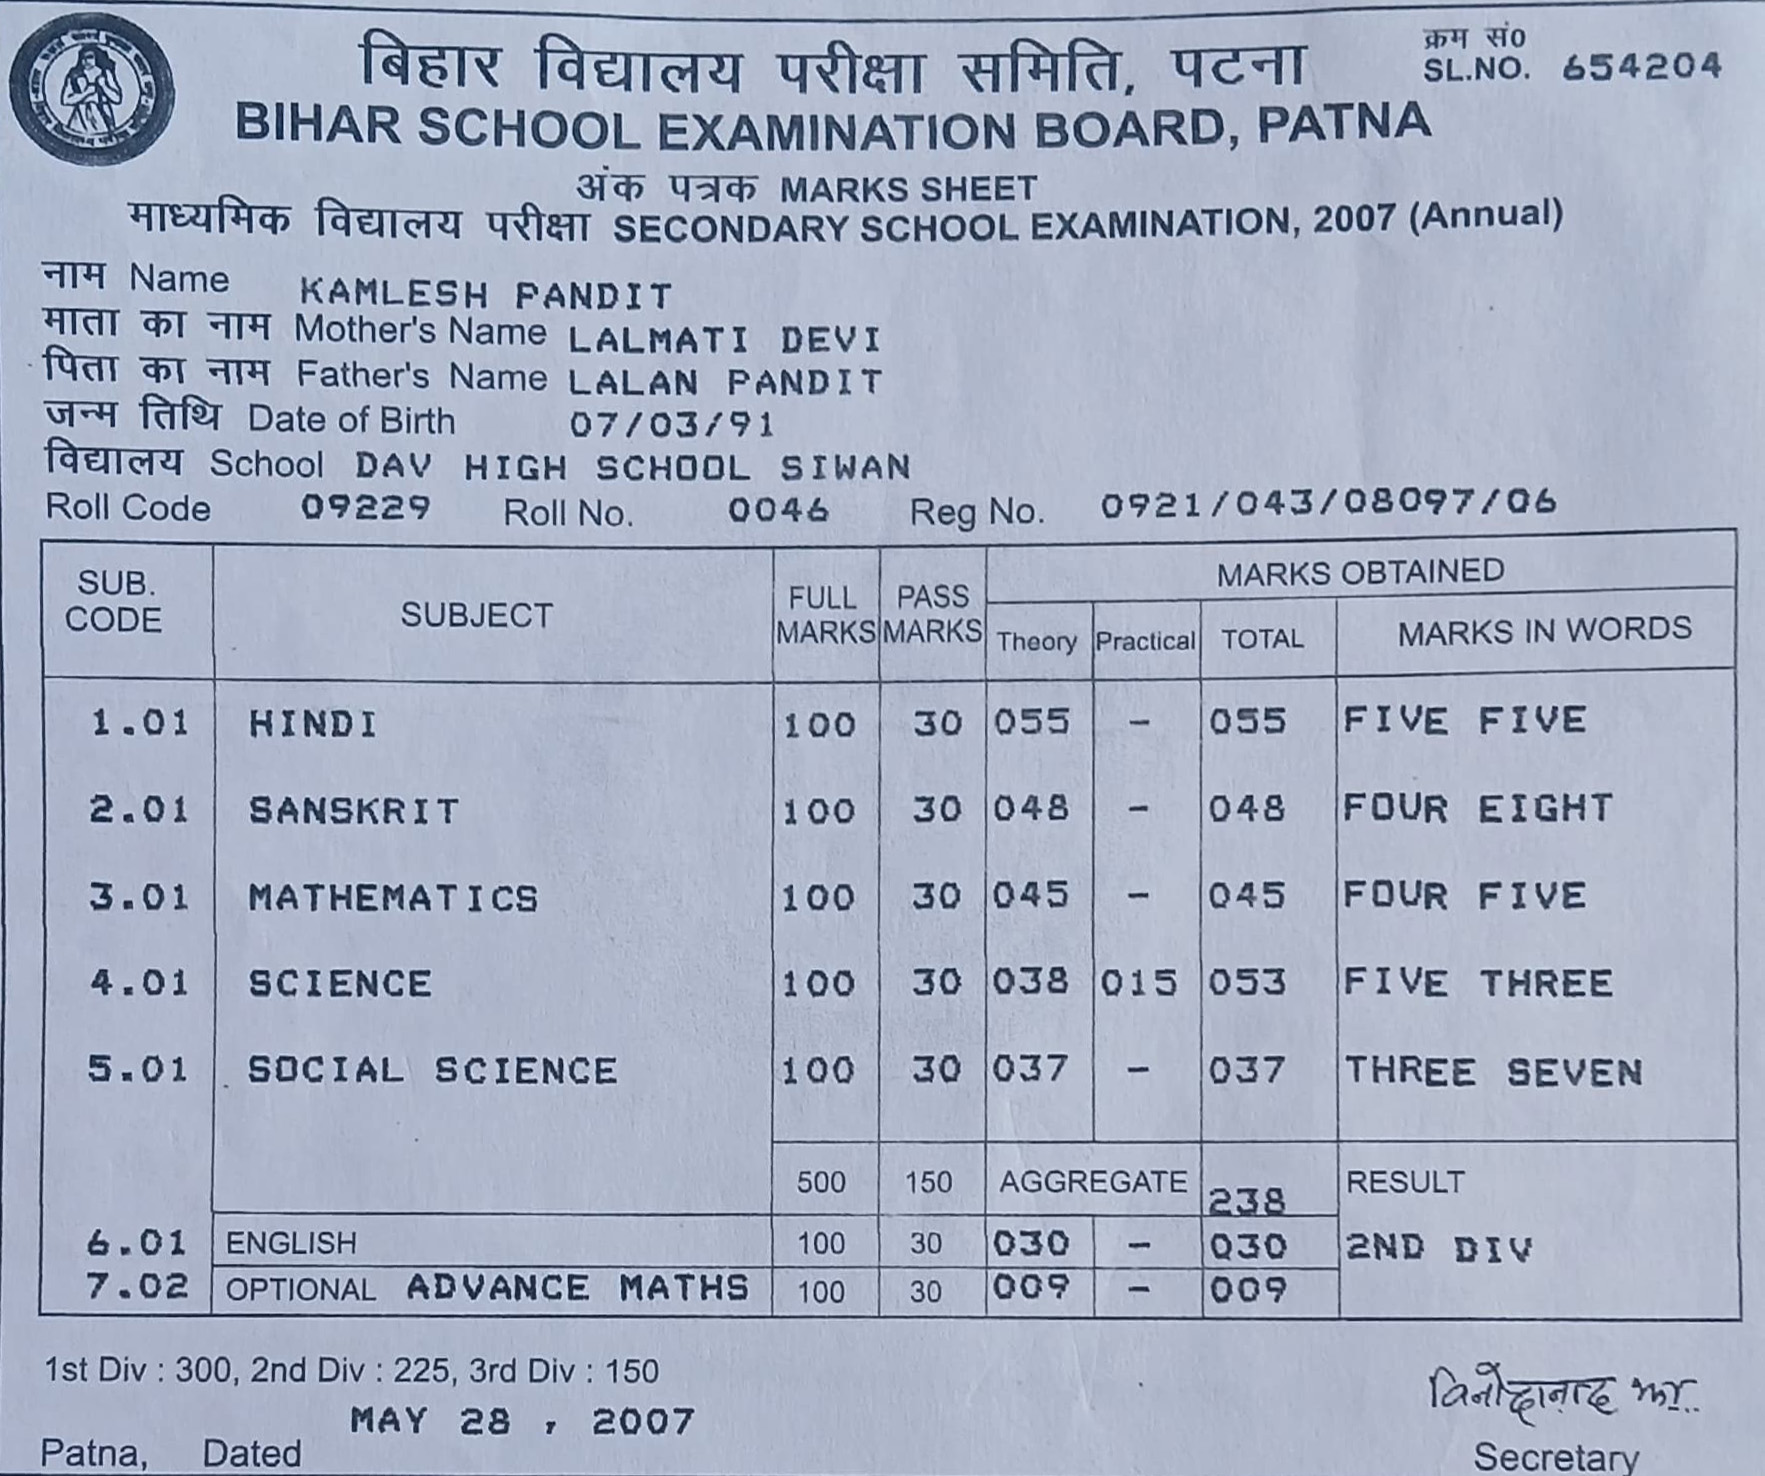 बिहार विद्यालय परीक्षा समिति, पटना
क्रम सं0
SL.NO. 654204
BIHAR SCHOOL EXAMINATION BOARD, PATNA
अंक पत्रक MARKS SHEET
माध्यमिक विद्यालय परीक्षा SECONDARY SCHOOL EXAMINATION, 2007 (Annual)
नाम Name KAMLESH PANDIT
माता का नाम Mother's Name LALMATI DEVI
पिता का नाम Father's Name LALAN PANDIT
जन्म तिथि Date of Birth 07/03/91
विद्यालय School DAV HIGH SCHOOL SIWAN
Roll Code 09229 Roll No. 0046 Reg No. 0921/043/08097/06
SUB. CODE SUBJECT FULL MARKS PASS MARKS MARKS OBTAINED
Theory Practical TOTAL MARKS IN WORDS
1.01 HINDI 100 30 055 - 055 FIVE FIVE
2.01 SANSKRIT 100 30 048 - 048 FOUR EIGHT
3.01 MATHEMATICS 100 30 045 - 045 FOUR FIVE
4.01 SCIENCE 100 30 038 015 053 FIVE THREE
5.01 SOCIAL SCIENCE 100 30 037 - 037 THREE SEVEN
500 150 AGGREGATE 238 RESULT
6.01 ENGLISH 100 30 030 - 030 2ND DIV
7.02 OPTIONAL ADVANCE MATHS 100 30 009 - 009
1st Div : 300, 2nd Div : 225, 3rd Div : 150
MAY 28 , 2007
Patna, Dated
विनोदानन्द झा
Secretary